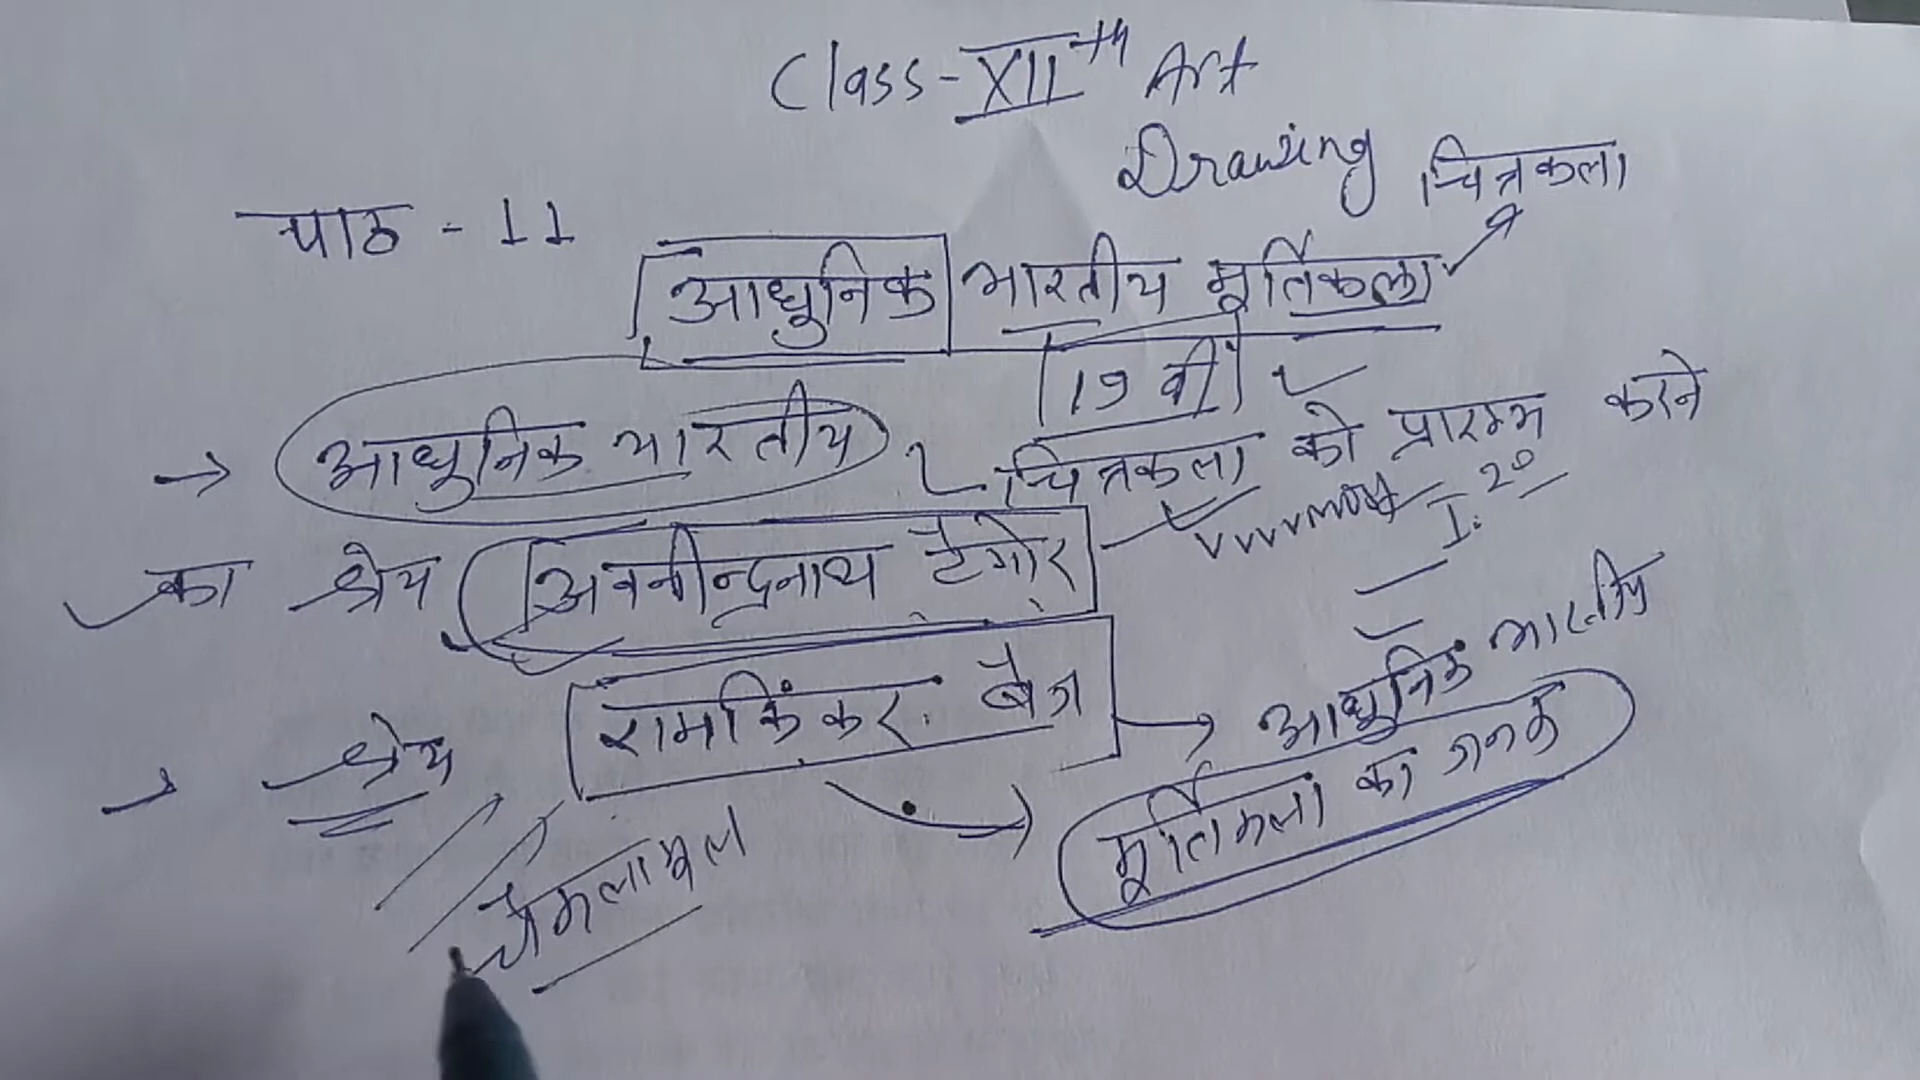 Class-XIIth Art
Drawing चित्रकला
पाठ - 11
आधुनिक भारतीय मूर्तिकला
19 वीं
→ आधुनिक भारतीय चित्रकला को प्रारम्भ करने
का श्रेय अवनीन्द्रनाथ टैगोर
I. 20
→ श्रेय रामकिंकर बैज → आधुनिक भारतीय
मूर्तिकला का जनक